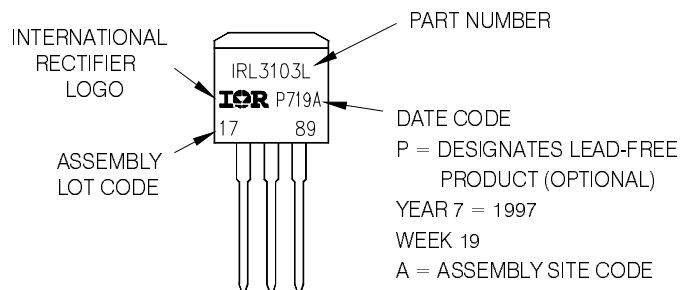 INTERNATIONAL
RECTIFIER
LOGO
ASSEMBLY
LOT CODE
IRL3103L
IOR P719A
17 89
PART NUMBER
DATE CODE
P = DESIGNATES LEAD-FREE
PRODUCT (OPTIONAL)
YEAR 7 = 1997
WEEK 19
A = ASSEMBLY SITE CODE